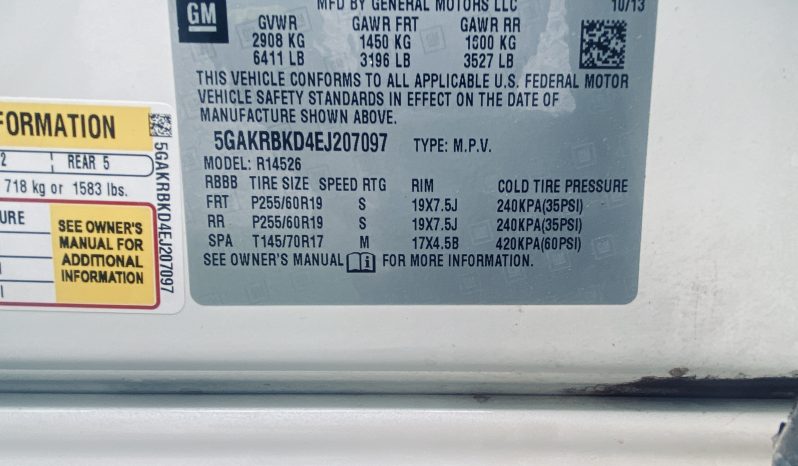 MFD BY GENERAL MOTORS LLC 10/13
GM
GVWR GAWR FRT GAWR RR
2908 KG 1450 KG 1600 KG
6411 LB 3196 LB 3527 LB
THIS VEHICLE CONFORMS TO ALL APPLICABLE U.S. FEDERAL MOTOR
VEHICLE SAFETY STANDARDS IN EFFECT ON THE DATE OF
MANUFACTURE SHOWN ABOVE.
5GAKRBKD4EJ207097 TYPE: M.P.V.
MODEL: R14526
RBBB TIRE SIZE SPEED RTG RIM COLD TIRE PRESSURE
FRT P255/60R19 S 19X7.5J 240KPA(35PSI)
RR P255/60R19 S 19X7.5J 240KPA(35PSI)
SPA T145/70R17 M 17X4.5B 420KPA(60PSI)
SEE OWNER'S MANUAL FOR MORE INFORMATION.
FORMATION
2 REAR 5
718 kg or 1583 lbs.
URE
SEE OWNER'S
MANUAL FOR
ADDITIONAL
INFORMATION
5GAKRBKD4EJ207097